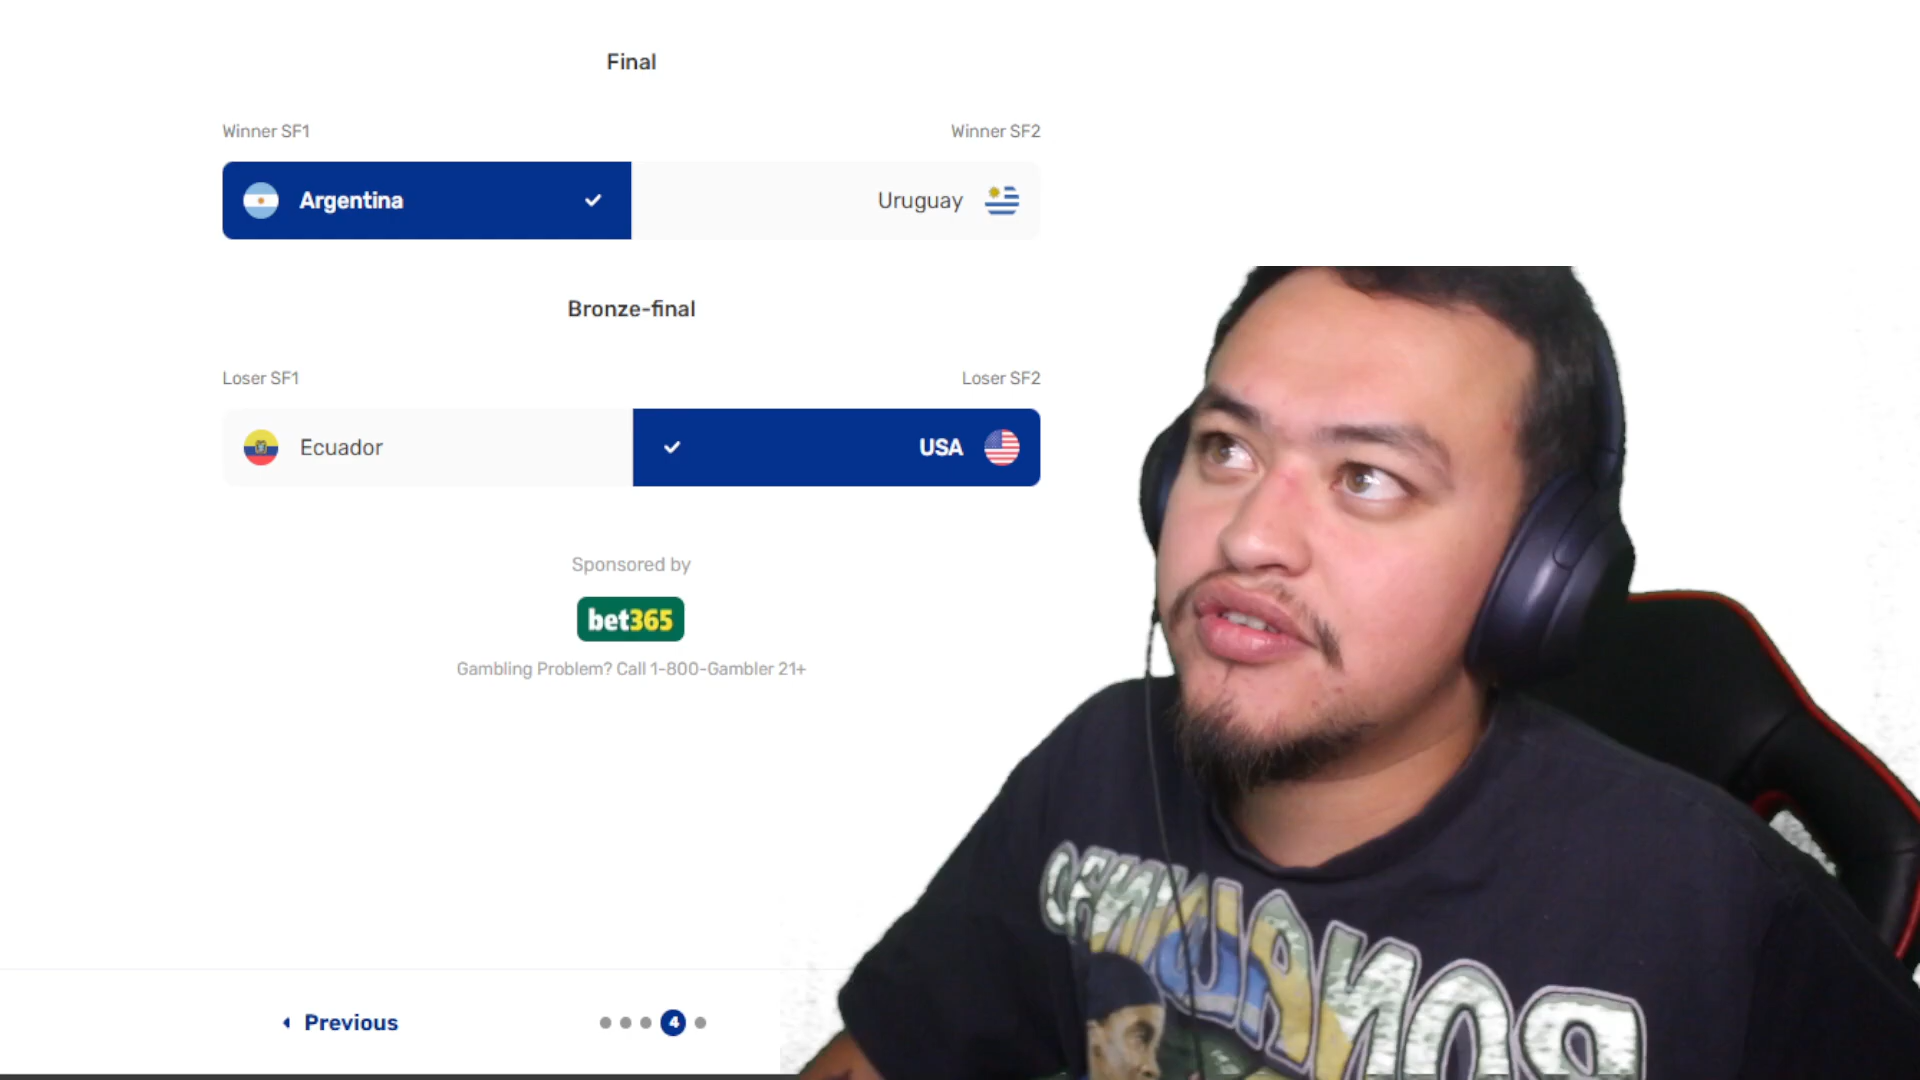 Final
Winner SF1
Winner SF2
Argentina
Uruguay
Bronze-final
Loser SF1
Loser SF2
Ecuador
USA
Sponsored by
bet365
Gambling Problem? Call 1-800-Gambler 21+
Previous
4
RONALDINHO